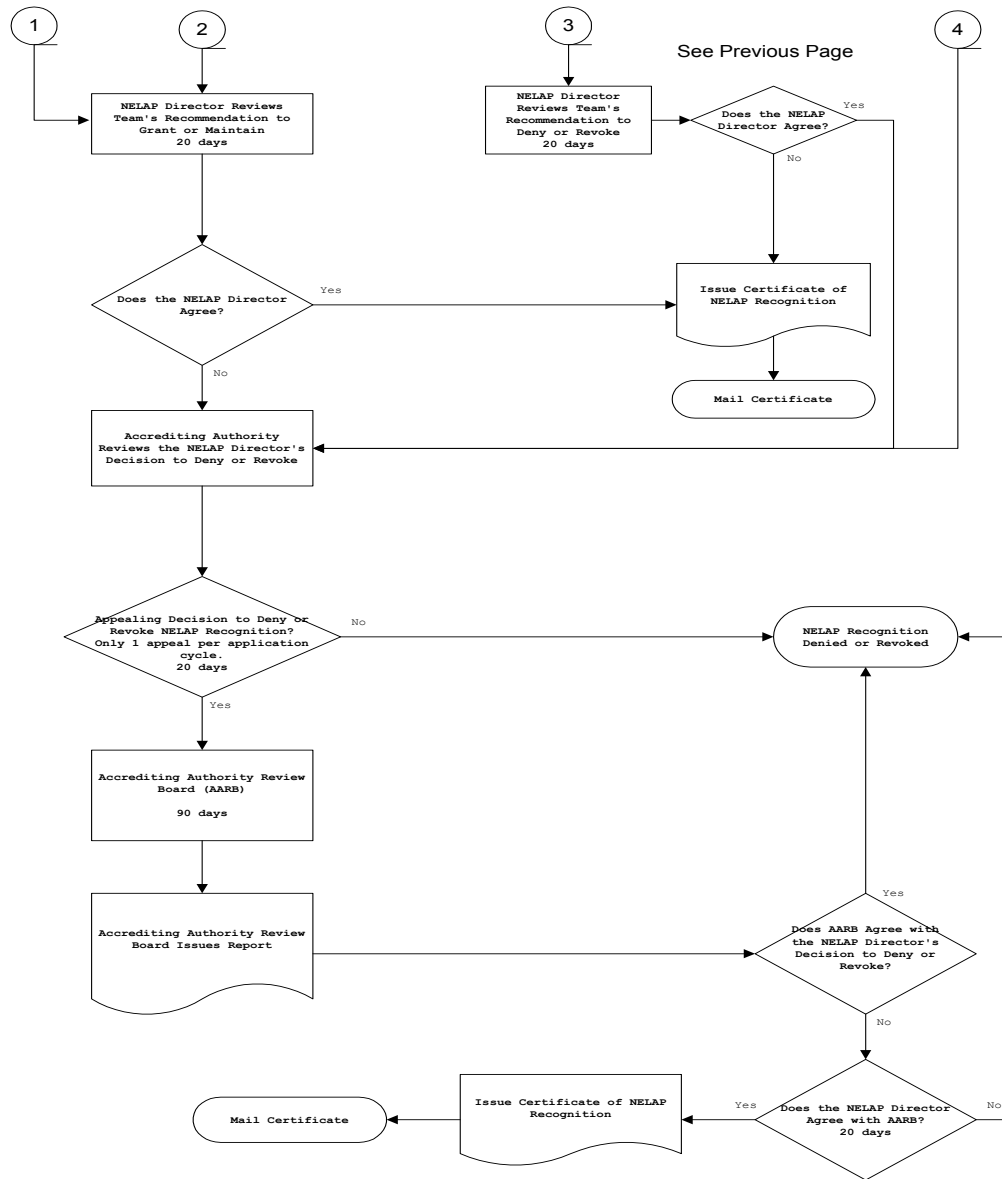 1
2
3
4
See Previous Page
NELAP Director Reviews
Team's Recommendation to
Grant or Maintain
20 days
NELAP Director
Reviews Team's
Recommendation to
Deny or Revoke
20 days
Does the NELAP
Director Agree?
Yes
No
Does the NELAP Director
Agree?
Yes
No
Issue Certificate of
NELAP Recognition
Mail Certificate
Accrediting Authority
Reviews the NELAP Director's
Decision to Deny or Revoke
Appealing Decision to Deny or
Revoke NELAP Recognition?
Only 1 appeal per application
cycle.
20 days
No
Yes
NELAP Recognition
Denied or Revoked
Accrediting Authority Review
Board (AARB)
90 days
Accrediting Authority Review
Board Issues Report
Yes
Does AARB Agree with
the NELAP Director's
Decision to Deny or
Revoke?
No
Mail Certificate
Issue Certificate of NELAP
Recognition
Yes
Does the NELAP Director
Agree with AARB?
20 days
No